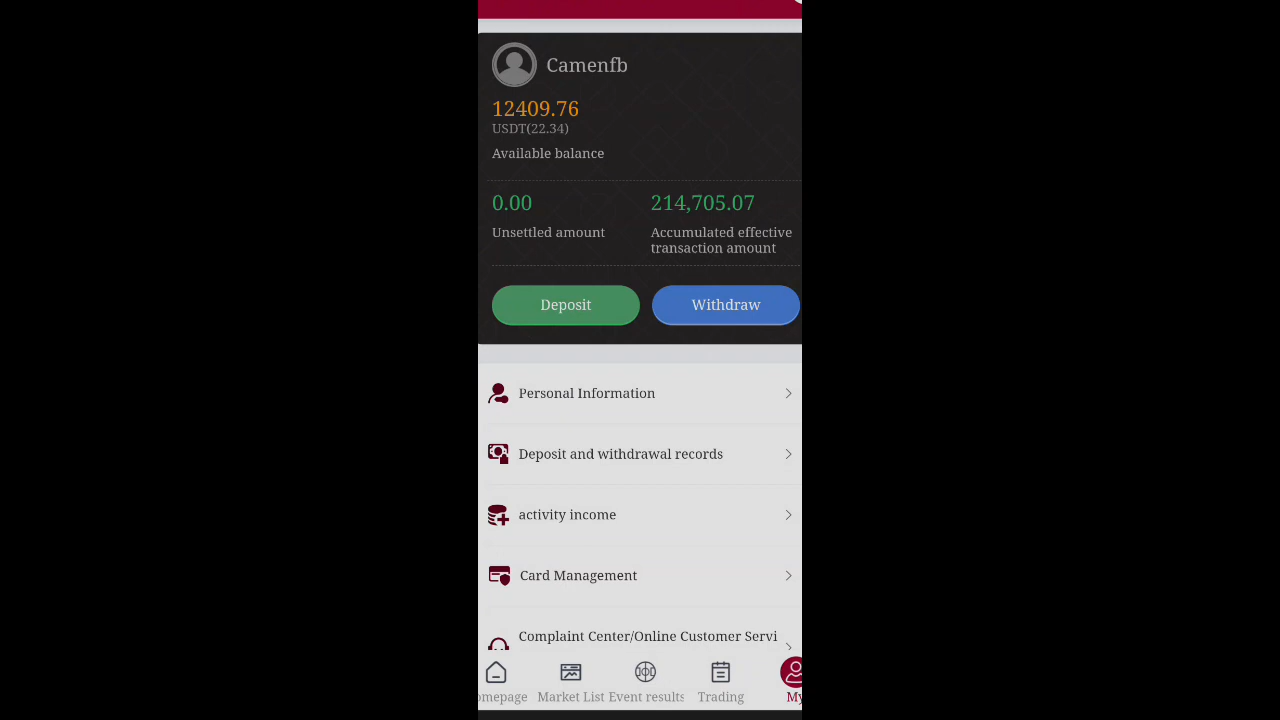 Camenfb
12409.76
USDT(22.34)
Available balance
0.00
214,705.07
Unsettled amount
Accumulated effective
transaction amount
Deposit
Withdraw
Personal Information
Deposit and withdrawal records
activity income
Card Management
Complaint Center/Online Customer Servi
omepage
Market List
Event results
Trading
My